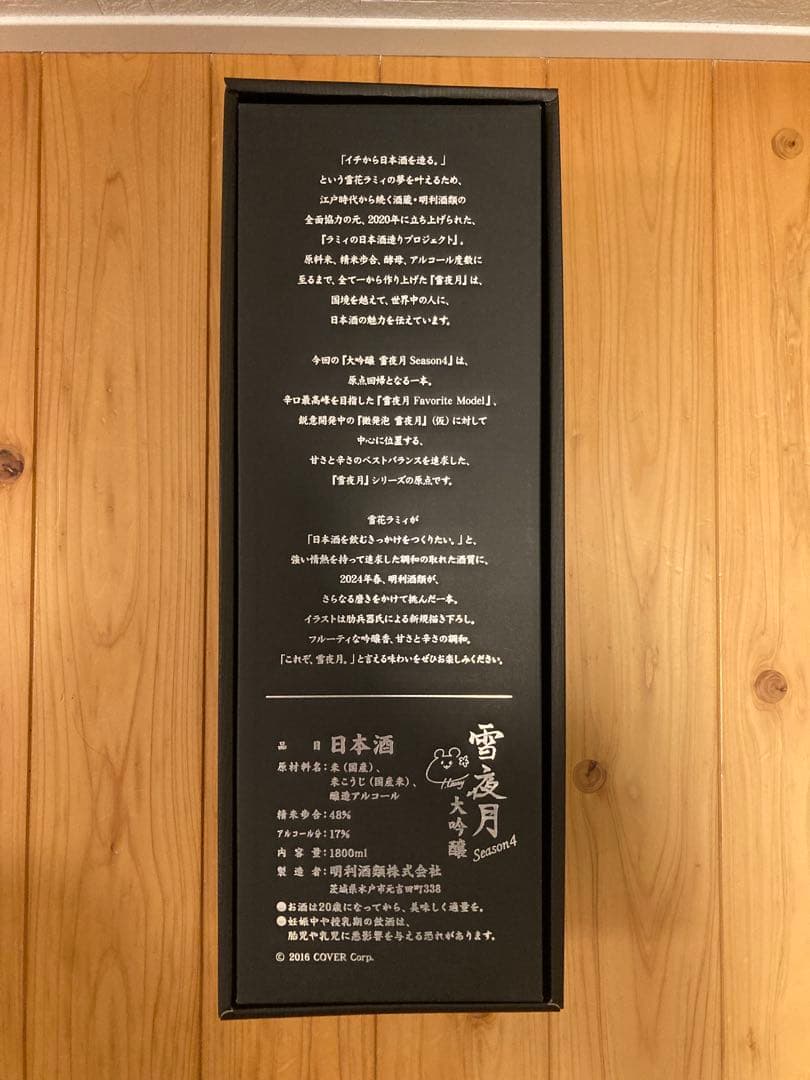 「イチから日本酒を造る。」
という雪花ラミィの夢を叶えるため、
江戸時代から続く酒蔵・明利酒類の
全面協力の元、2020年に立ち上げられた、
『ラミィの日本酒造りプロジェクト』。
原料米、精米歩合、酵母、アルコール度数に
至るまで、全て一から作り上げた『雪夜月』は、
国境を越えて、世界中の人に、
日本酒の魅力を伝えています。
今回の『大吟醸 雪夜月 Season4』は、
原点回帰となる一本。
辛口最高峰を目指した『雪夜月 Favorite Model』、
鋭意開発中の『微発泡 雪夜月』(仮)に対して
中心に位置する、
甘さと辛さのベストバランスを追求した、
『雪夜月』シリーズの原点です。
雪花ラミィが
「日本酒を飲むきっかけをつくりたい。」と、
強い情熱を持って追求した調和の取れた酒質に、
2024年春、明利酒類が、
さらなる磨きをかけて挑んだ一本。
イラストは肋兵器氏による新規描き下ろし。
フルーティな吟醸香、甘さと辛さの調和。
「これぞ、雪夜月。」と言える味わいをぜひお楽しみください。
品目 日本酒
原材料名:米(国産)、
米こうじ(国産米)、
醸造アルコール
精米歩合:48%
アルコール分:17%
内容量:1800ml
製造者:明利酒類株式会社
茨城県水戸市元吉田町338
雪夜月
大吟醸
Season4
●お酒は20歳になってから、美味しく適量を。
●妊娠中や授乳期の飲酒は、
胎児や乳児に悪影響を与える恐れがあります。
© 2016 COVER Corp.